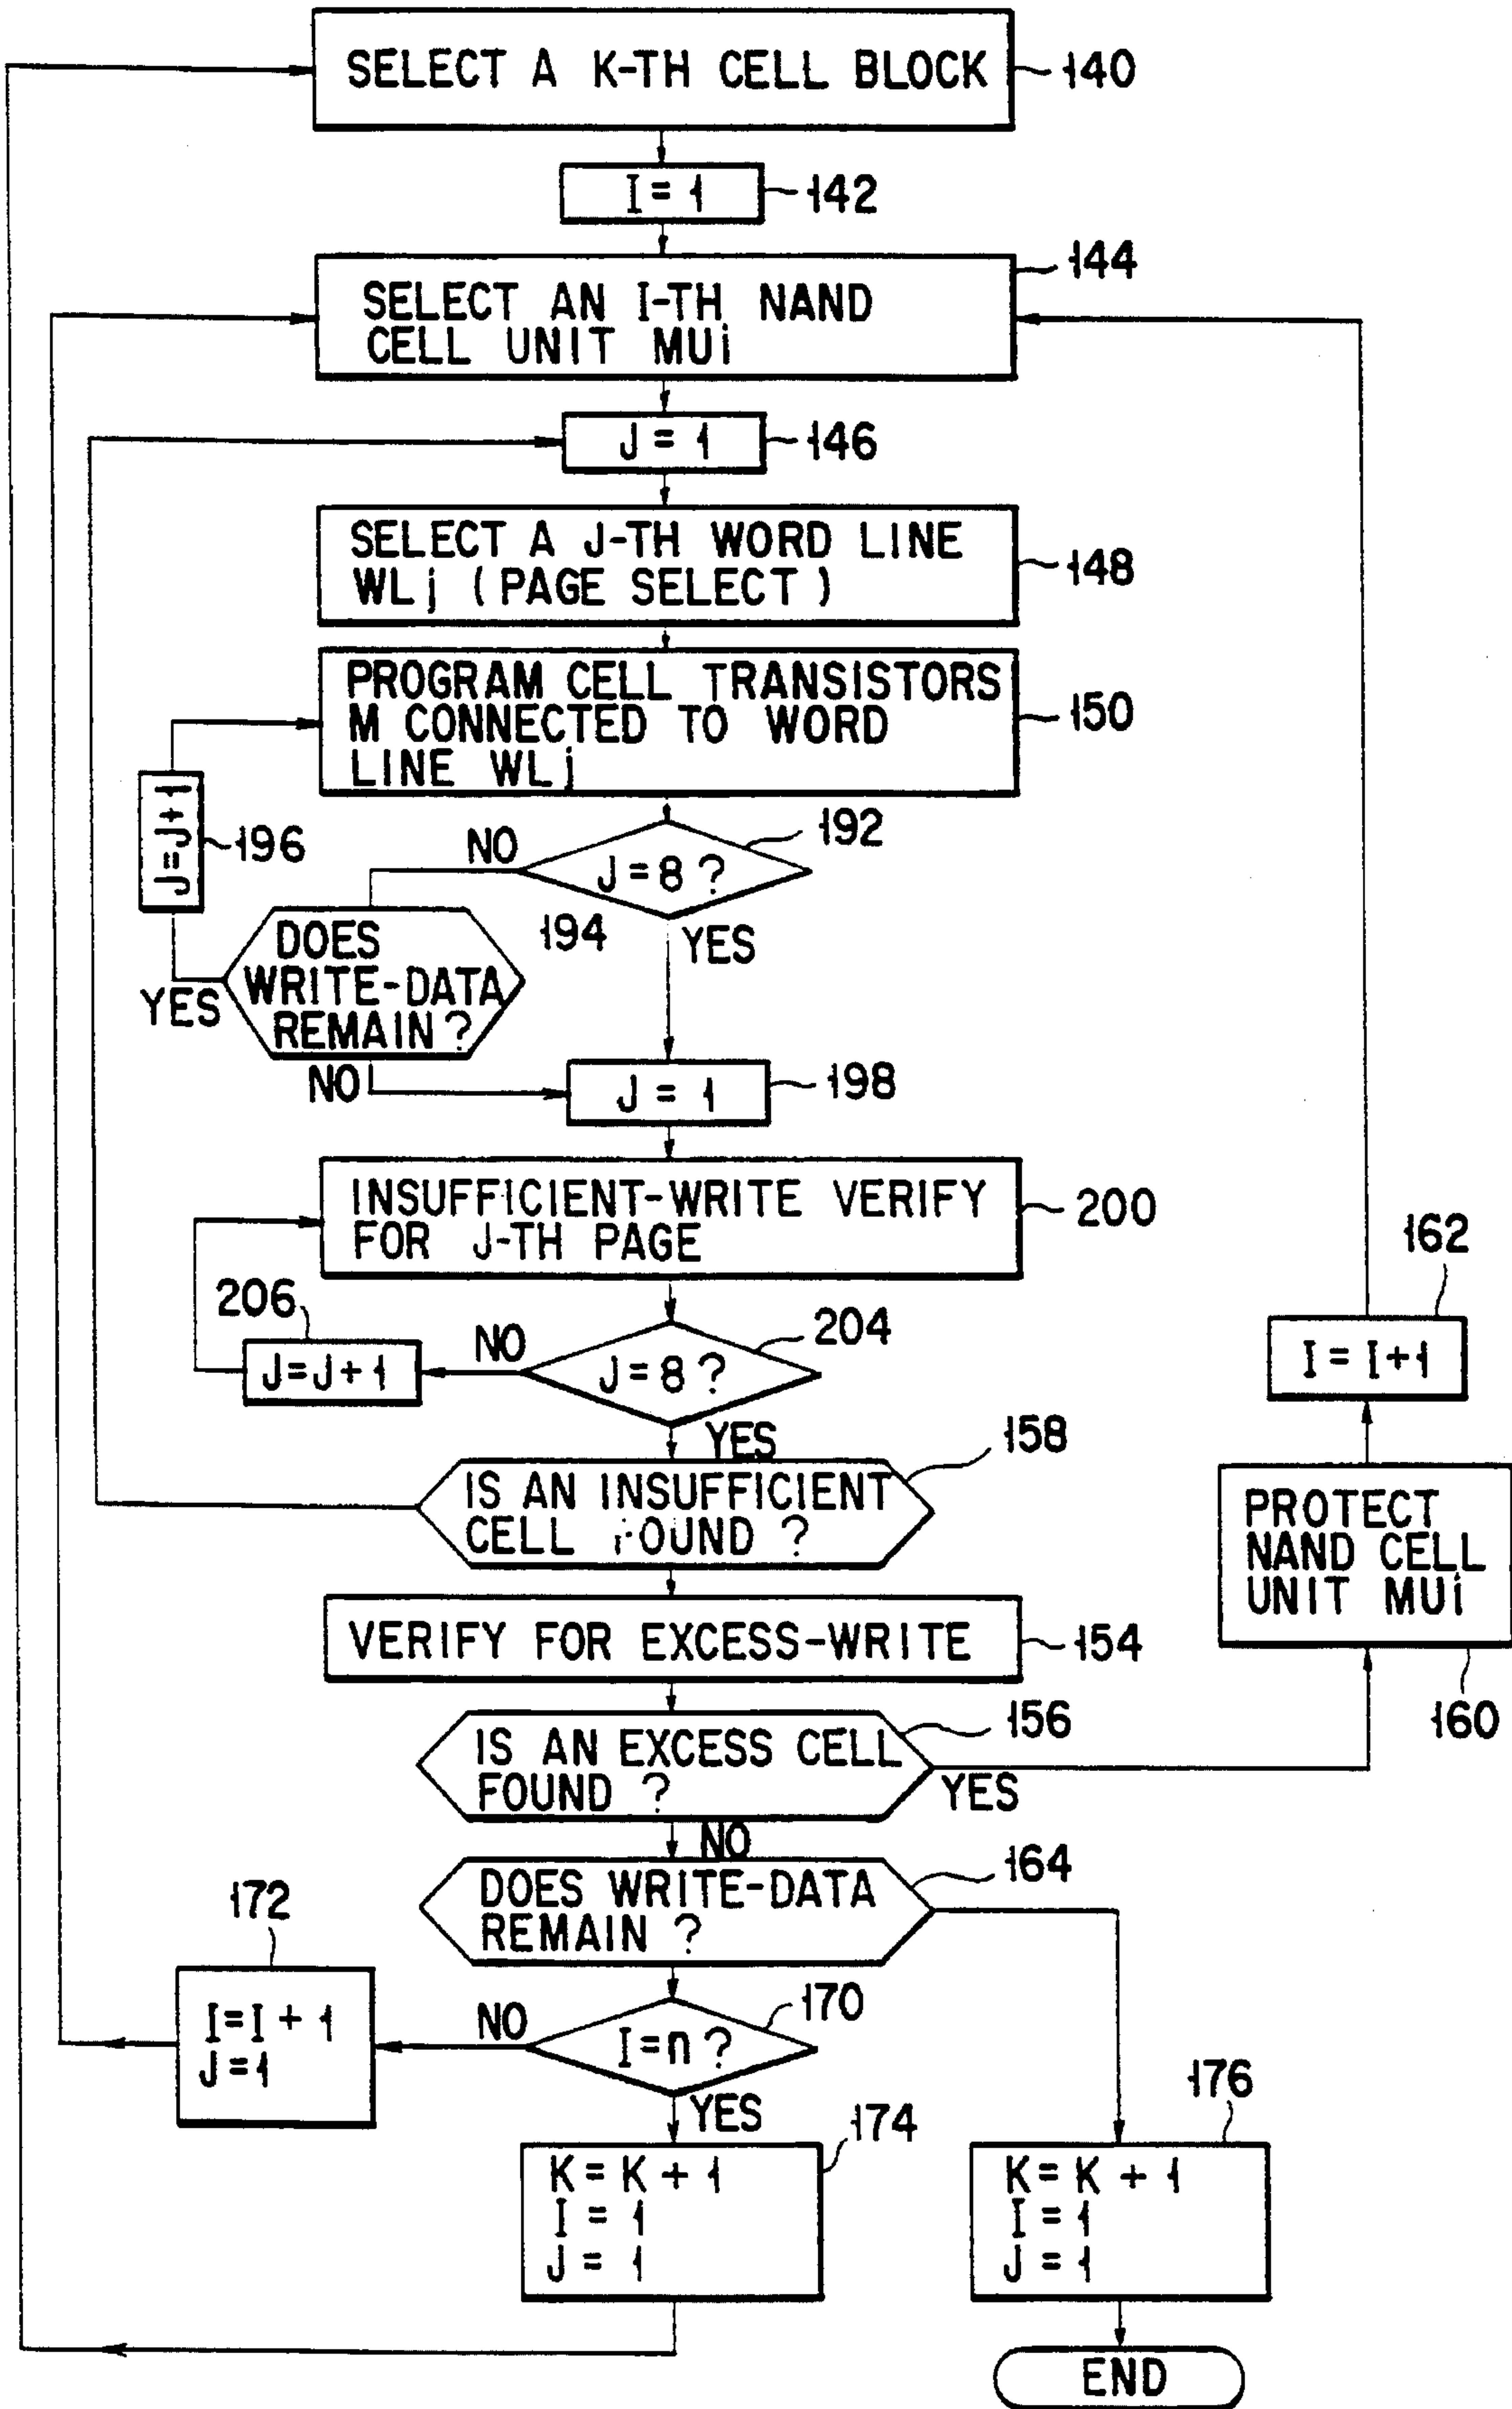 SELECT A K-TH CELL BLOCK
140
I = 1
142
144
SELECT AN I-TH NAND
CELL UNIT MUi
J = 1
146
SELECT A J-TH WORD LINE
WLj (PAGE SELECT)
148
PROGRAM CELL TRANSISTORS
M CONNECTED TO WORD
LINE WLj
150
J=J+1
196
192
NO
J=8?
194
YES
DOES
WRITE-DATA
REMAIN?
YES
NO
J = 1
198
INSUFFICIENT-WRITE VERIFY
FOR J-TH PAGE
200
162
I = I+1
206
J=J+1
NO
204
J=8?
YES
158
IS AN INSUFFICIENT
CELL FOUND ?
PROTECT
NAND CELL
UNIT MUi
160
VERIFY FOR EXCESS-WRITE
154
156
IS AN EXCESS CELL
FOUND ?
YES
NO
164
DOES WRITE-DATA
REMAIN ?
172
I=I+1
J=1
NO
170
I=n?
YES
174
K=K+1
I = 1
J = 1
176
K=K+1
I=1
J=1
END